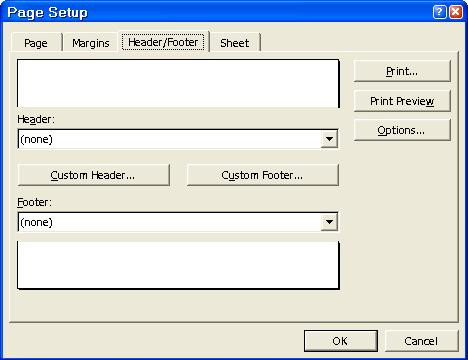 Page Setup
Page Margins Header/Footer Sheet
Print...
Print Preview
Header:
(none)
Options...
Custom Header... Custom Footer...
Footer:
(none)
OK Cancel